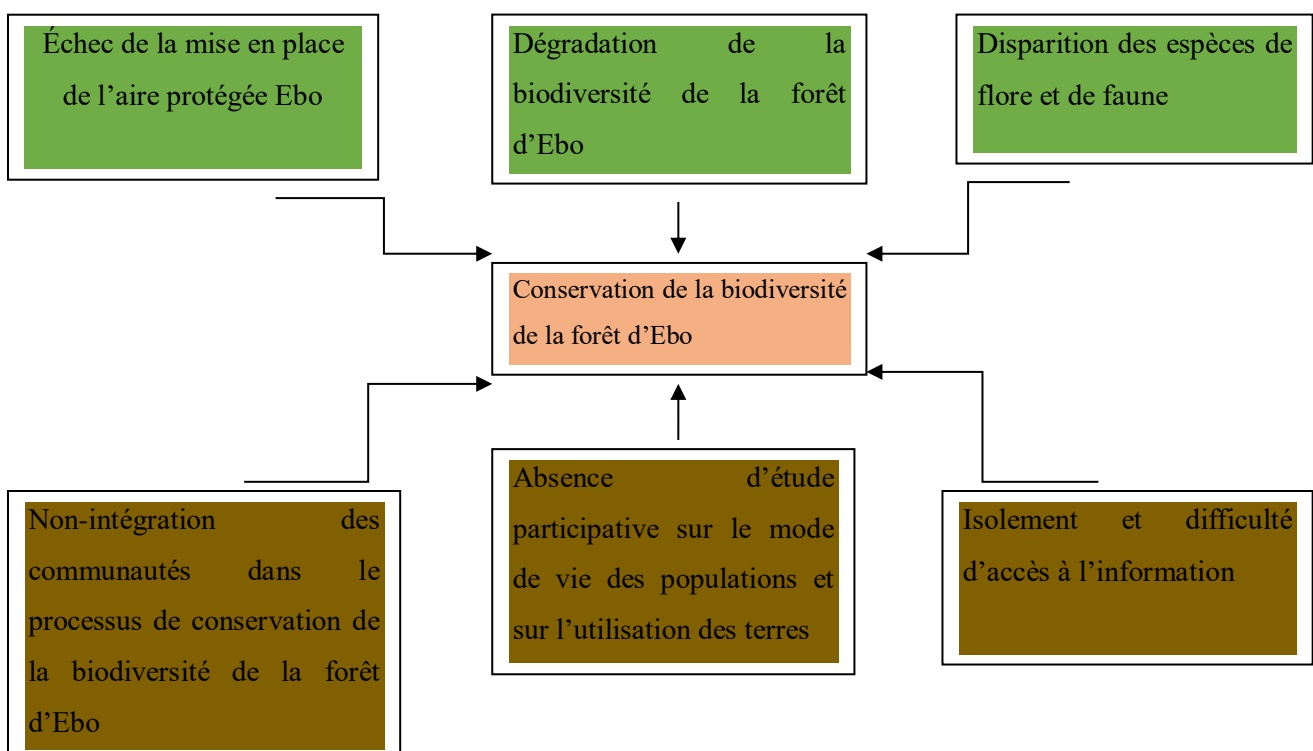 Échec de la mise en place
de l’aire protégée Ebo
Dégradation de la
biodiversité de la forêt
d’Ebo
Disparition des espèces de
flore et de faune
Conservation de la biodiversité
de la forêt d’Ebo
Non-intégration des
communautés dans le
processus de conservation de
la biodiversité de la forêt
d’Ebo
Absence d’étude
participative sur le mode
de vie des populations et
sur l’utilisation des terres
Isolement et difficulté
d’accès à l’information